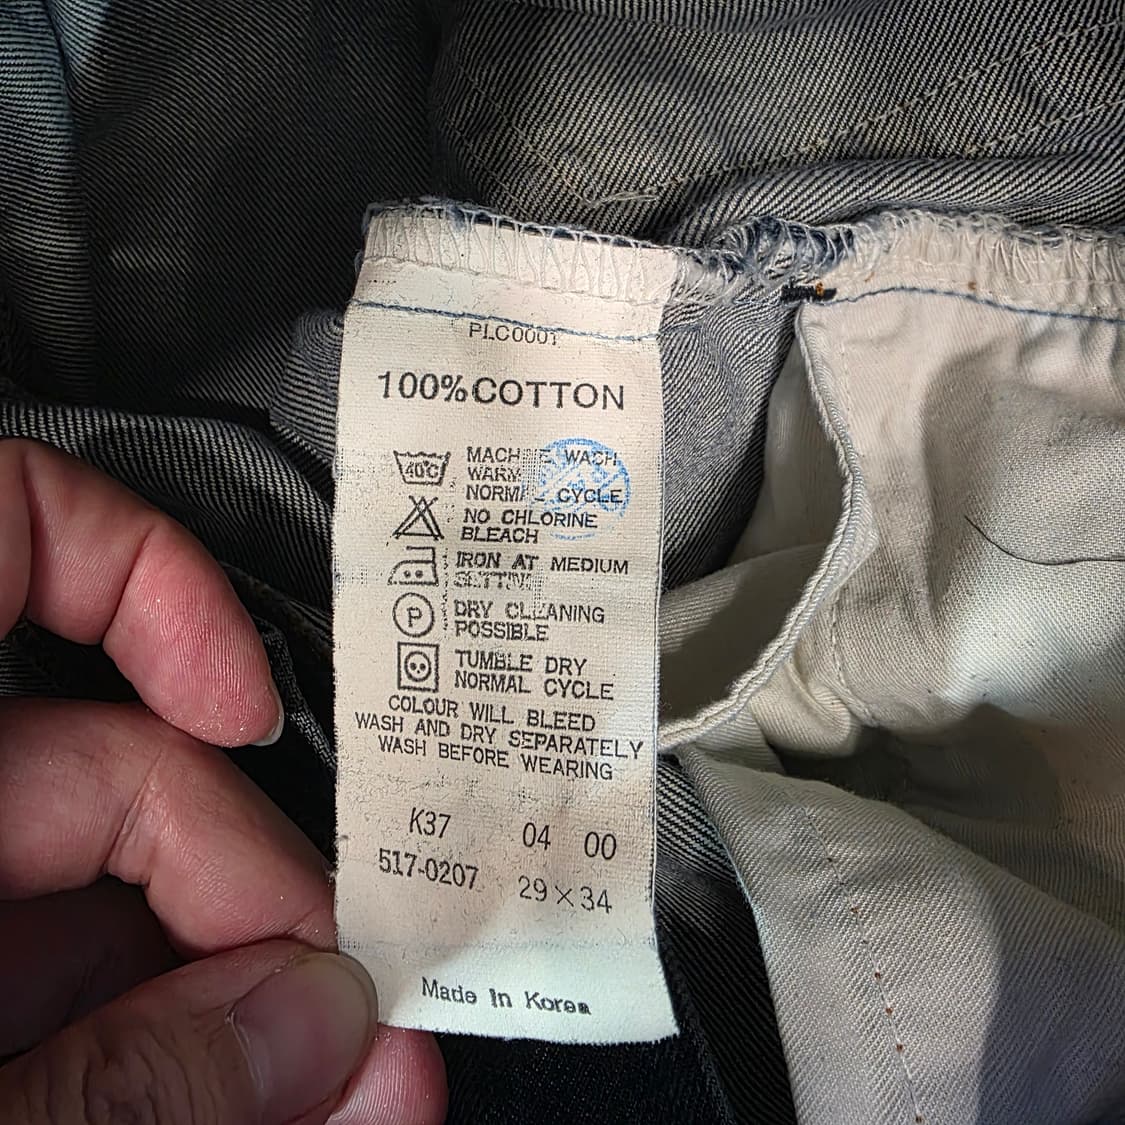 PLC0001
100%COTTON
40°C
MACHINE WASH
WARM
NORMAL CYCLE
NO CHLORINE
BLEACH
IRON AT MEDIUM
SETTING
P
DRY CLEANING
POSSIBLE
TUMBLE DRY
NORMAL CYCLE
COLOUR WILL BLEED
WASH AND DRY SEPARATELY
WASH BEFORE WEARING
K37 04 00
517-0207 29×34
Made In Korea